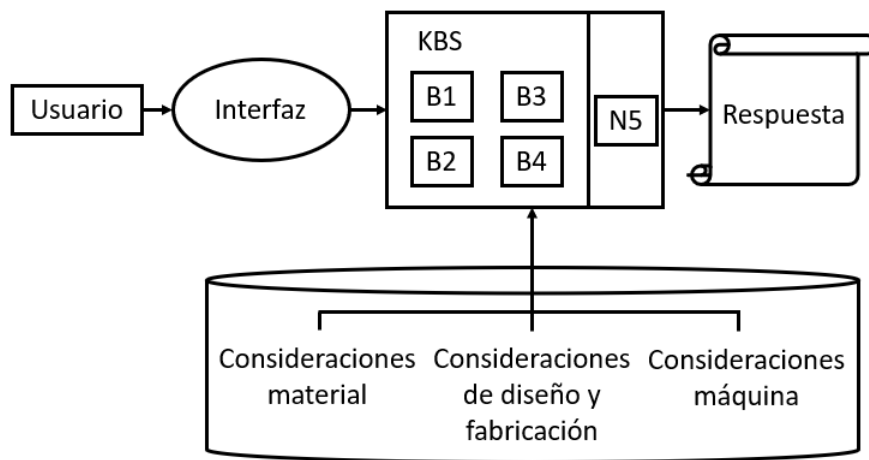 KBS
Usuario
Interfaz
B1
B3
B2
B4
N5
Respuesta
Consideraciones
material
Consideraciones
de diseño y
fabricación
Consideraciones
máquina